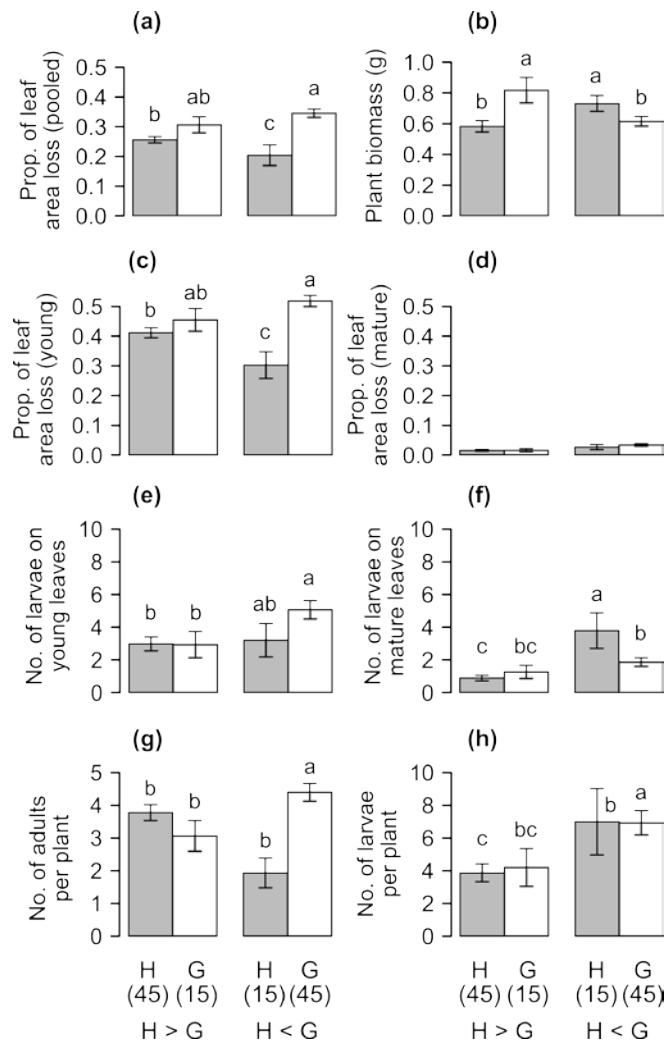 (a)
Prop. of leaf
area loss (pooled)
0.5
0.4
0.3
0.2
0.1
0.0
b
ab
c
a
(b)
Plant biomass (g)
1.0
0.8
0.6
0.4
0.2
0.0
b
a
a
b
(c)
Prop. of leaf
area loss (young)
0.5
0.4
0.3
0.2
0.1
0.0
b
ab
c
a
(d)
Prop. of leaf
area loss (mature)
0.5
0.4
0.3
0.2
0.1
0.0
(e)
No. of larvae on
young leaves
10
8
6
4
2
0
b
b
ab
a
(f)
No. of larvae on
mature leaves
10
8
6
4
2
0
c
bc
a
b
(g)
No. of adults
per plant
5
4
3
2
1
0
b
b
b
a
(h)
No. of larvae
per plant
10
8
6
4
2
0
c
bc
b
a
H G H G
(45) (15) (15) (45)
H > G H < G
H G H G
(45) (15) (15) (45)
H > G H < G